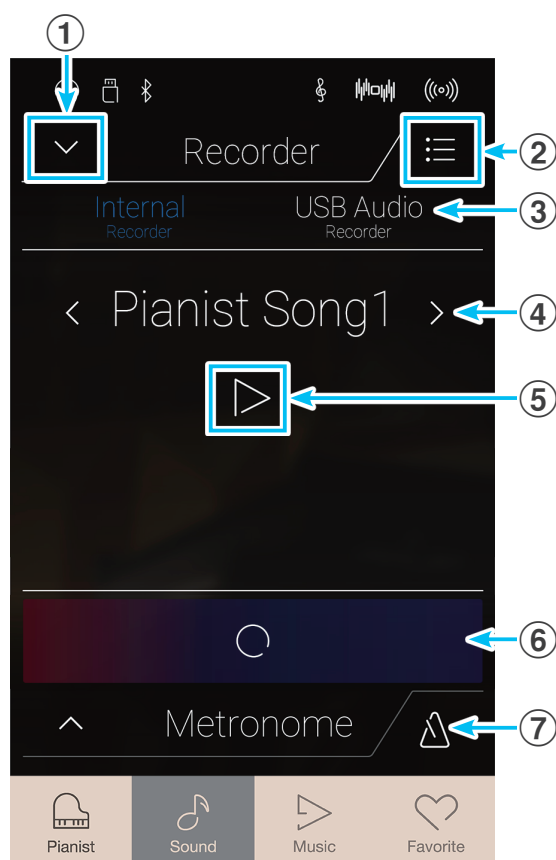 ①
Recorder
②
Internal
Recorder
USB Audio
Recorder
③
Pianist Song1
④
⑤
⑥
Metronome
⑦
Pianist
Sound
Music
Favorite